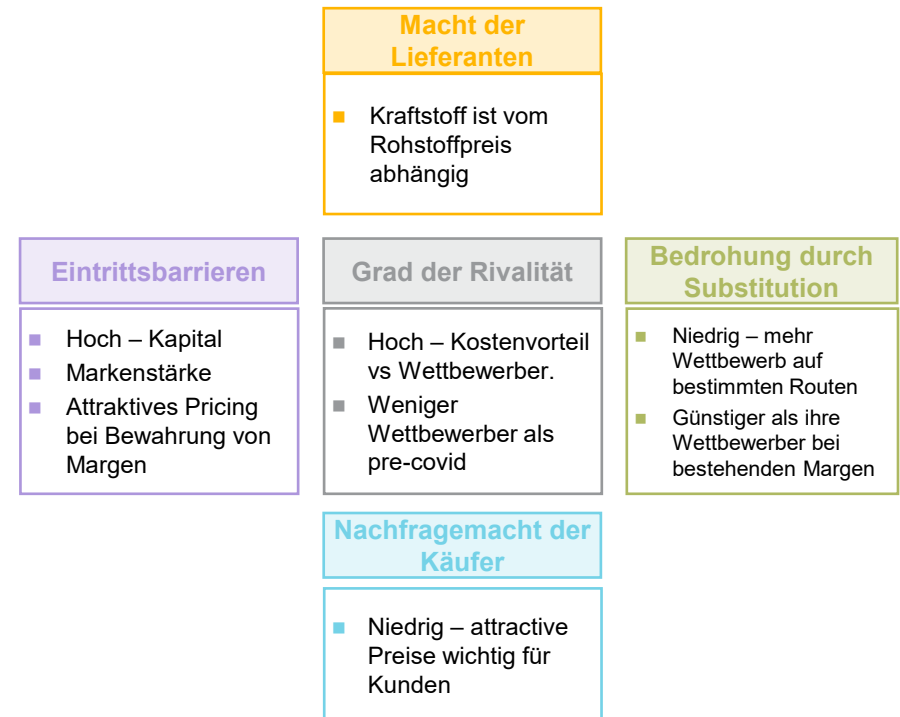 Macht der
Lieferanten
■ Kraftstoff ist vom
Rohstoffpreis
abhängig
Eintrittsbarrieren
■ Hoch – Kapital
■ Markenstärke
■ Attraktives Pricing
bei Bewahrung von
Margen
Grad der Rivalität
■ Hoch – Kostenvorteil
vs Wettbewerber.
■ Weniger
Wettbewerber als
pre-covid
Bedrohung durch
Substitution
■ Niedrig – mehr
Wettbewerb auf
bestimmten Routen
■ Günstiger als ihre
Wettbewerber bei
bestehenden Margen
Nachfragemacht der
Käufer
■ Niedrig – attractive
Preise wichtig für
Kunden